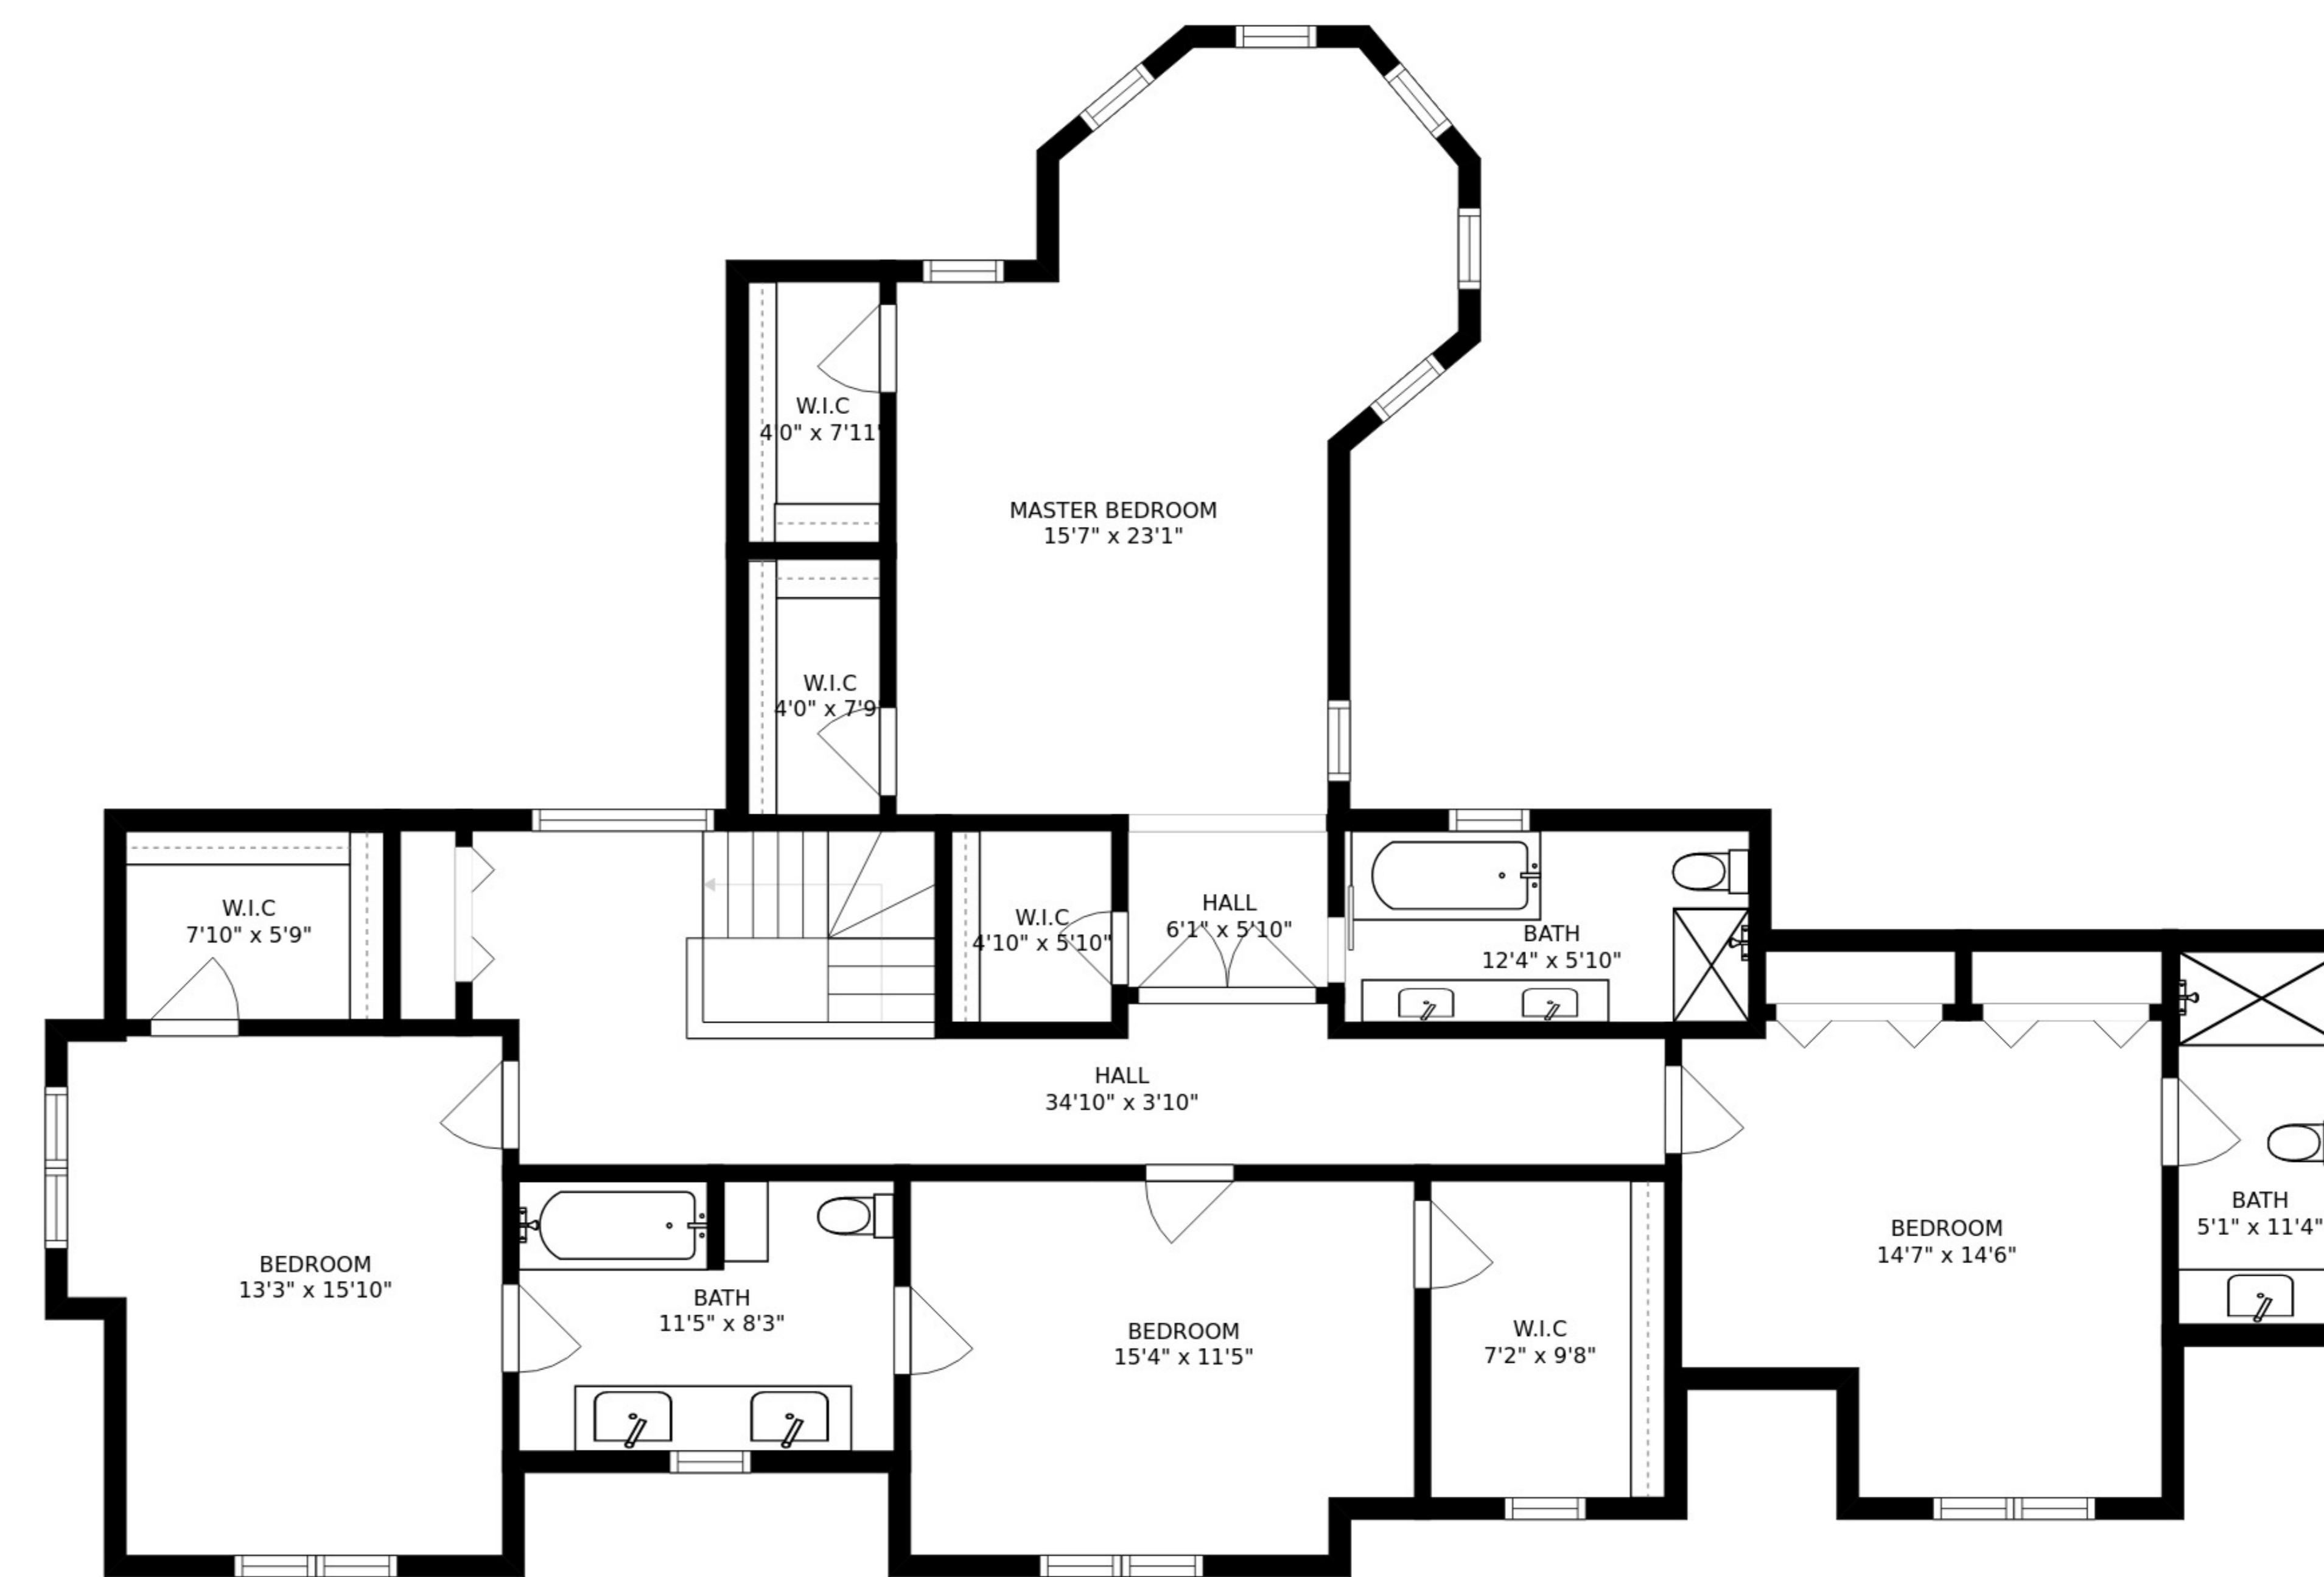 W.I.C
4'0" x 7'11"
MASTER BEDROOM
15'7" x 23'1"
W.I.C
4'0" x 7'9
W.I.C
7'10" x 5'9"
W.I.C
4'10" x 5'10"
HALL
6'1" x 5'10"
BATH
12'4" x 5'10"
HALL
34'10" x 3'10"
BEDROOM
13'3" x 15'10"
BATH
11'5" x 8'3"
BEDROOM
15'4" x 11'5"
W.I.C
7'2" x 9'8"
BEDROOM
14'7" x 14'6"
BATH
5'1" x 11'4"